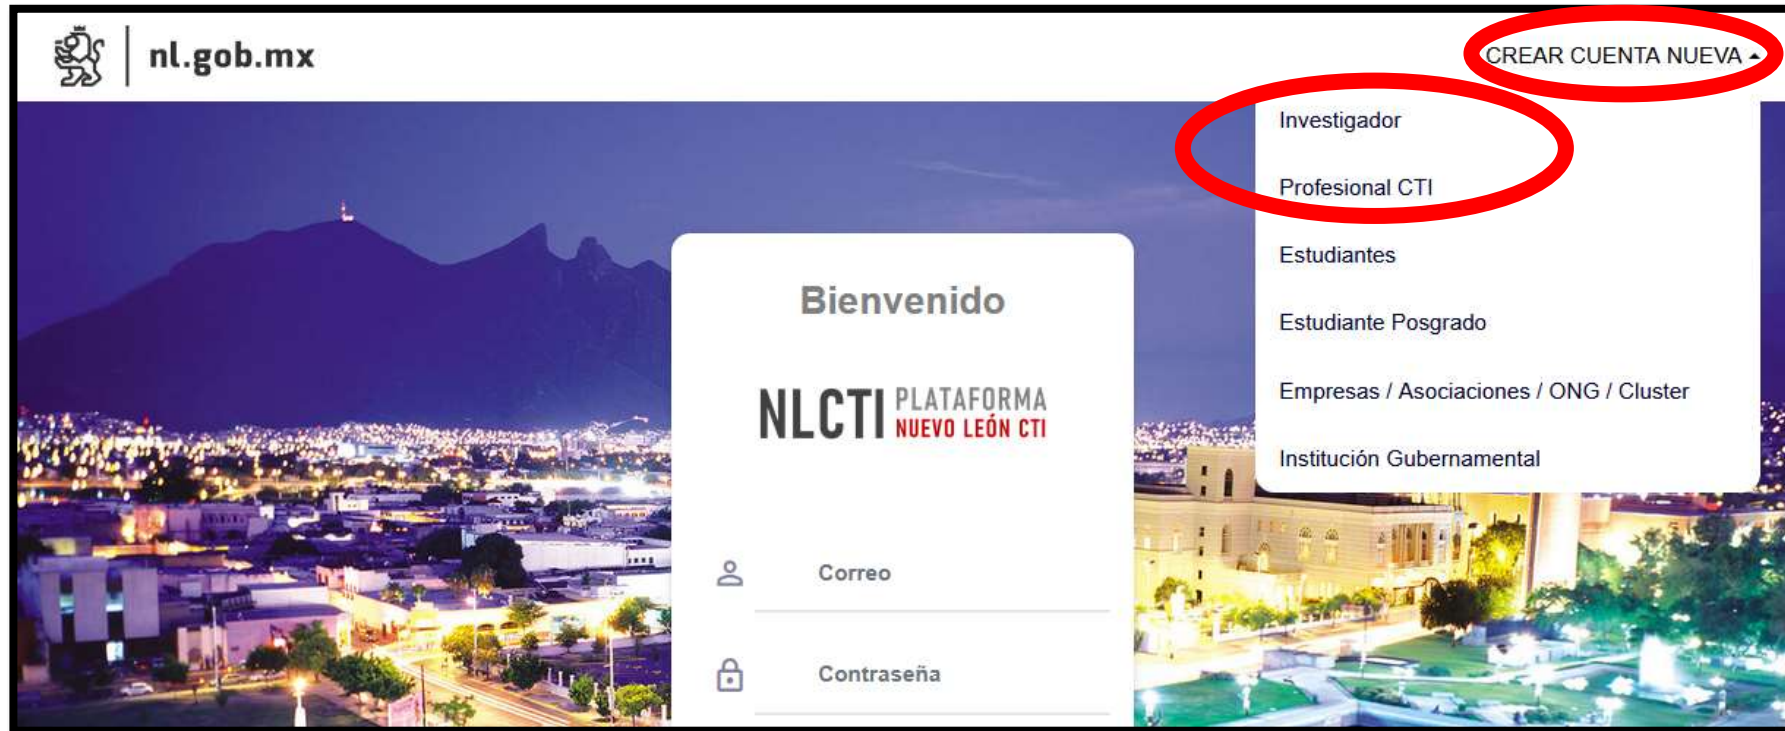 nl.gob.mx
CREAR CUENTA NUEVA
Investigador
Profesional CTI
Estudiantes
Estudiante Posgrado
Empresas / Asociaciones / ONG / Cluster
Institución Gubernamental
Bienvenido
NLCTI PLATAFORMA
NUEVO LEÓN CTI
Correo
Contraseña